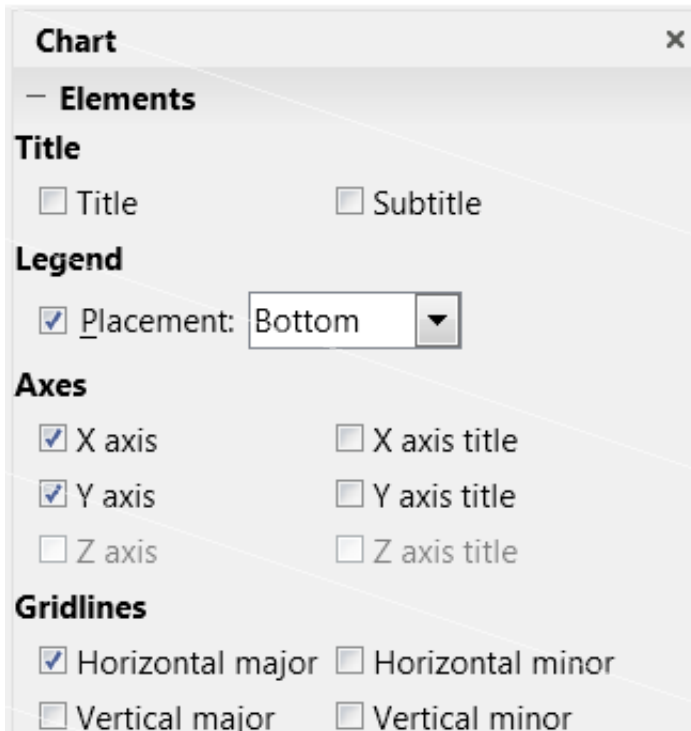 Chart
Elements
Title
Title Subtitle
Legend
Placement: Bottom
Axes
X axis X axis title
Y axis Y axis title
Z axis Z axis title
Gridlines
Horizontal major Horizontal minor
Vertical major Vertical minor